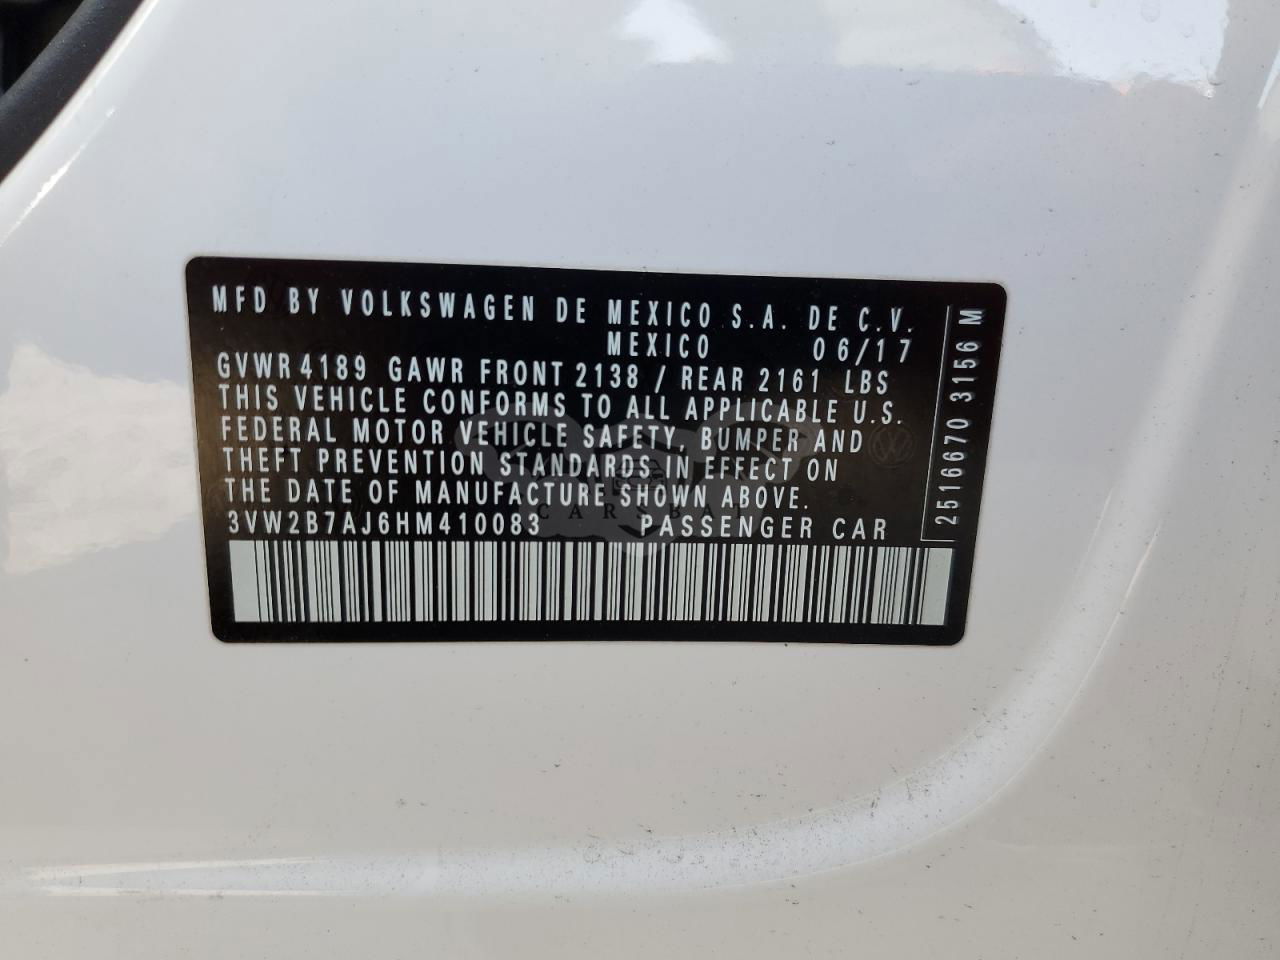 MFD BY VOLKSWAGEN DE MEXICO S.A. DE C.V.
MEXICO 06/17
GVWR 4189 GAWR FRONT 2138 / REAR 2161 LBS
THIS VEHICLE CONFORMS TO ALL APPLICABLE U.S.
FEDERAL MOTOR VEHICLE SAFETY, BUMPER AND
THEFT PREVENTION STANDARDS IN EFFECT ON
THE DATE OF MANUFACTURE SHOWN ABOVE.
3VW2B7AJ6HM410083 PASSENGER CAR
2516670 3156 M